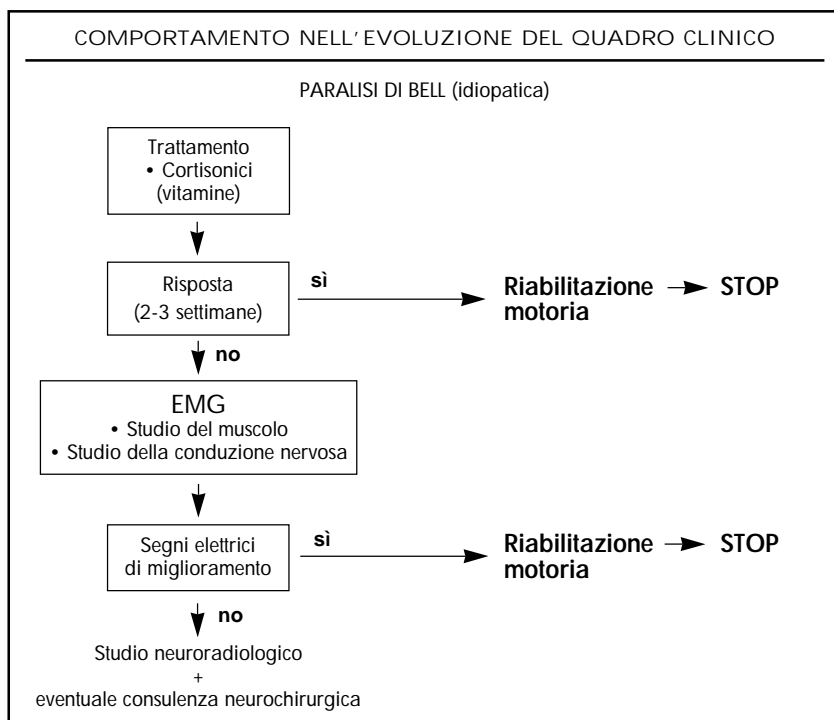 COMPORTAMENTO NELL'EVOLUZIONE DEL QUADRO CLINICO
PARALISI DI BELL (idiopatica)
Trattamento
• Cortisonici
(vitamine)
Risposta
(2-3 settimane)
sì
Riabilitazione
motoria
STOP
no
EMG
• Studio del muscolo
• Studio della conduzione nervosa
Segni elettrici
di miglioramento
sì
Riabilitazione
motoria
STOP
no
Studio neuroradiologico
+
eventuale consulenza neurochirurgica